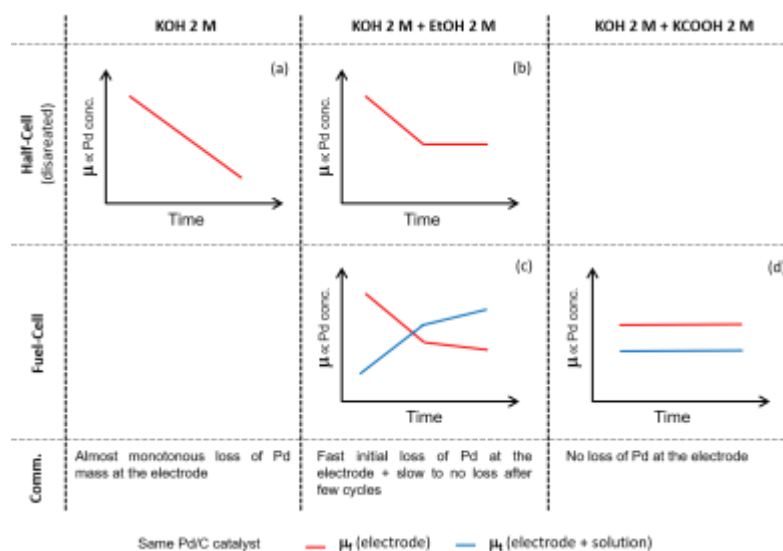 KOH 2 M
KOH 2 M + EtOH 2 M
KOH 2 M + KCOOH 2 M
Half-Cell
(disareated)
(a)
μ ∝ Pd conc.
Time
(b)
μ ∝ Pd conc.
Time
Fuel-Cell
(c)
μ ∝ Pd conc.
Time
(d)
μ ∝ Pd conc.
Time
Comm.
Almost monotonous loss of Pd
mass at the electrode
Fast initial loss of Pd at the
electrode + slow to no loss after
few cycles
No loss of Pd at the electrode
Same Pd/C catalyst
μt (electrode)
μt (electrode + solution)